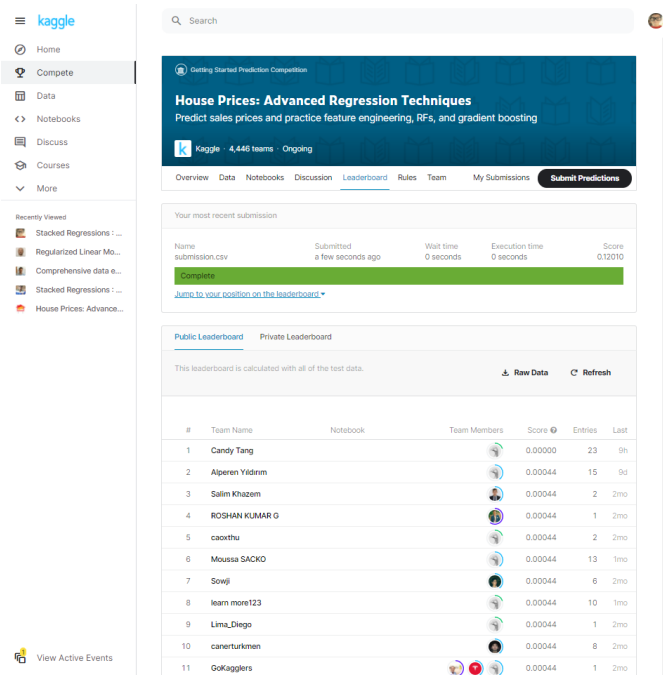 kaggle
Search
Home
Compete
Data
Notebooks
Discuss
Courses
More
Recently Viewed
Stacked Regressions : ...
Regularized Linear Mo...
Comprehensive data e...
Stacked Regressions : ...
House Prices: Advance...
1
View Active Events
Getting Started Prediction Competition
House Prices: Advanced Regression Techniques
Predict sales prices and practice feature engineering, RFs, and gradient boosting
k Kaggle · 4,446 teams · Ongoing
Overview Data Notebooks Discussion Leaderboard Rules Team My Submissions Submit Predictions
Your most recent submission
Name Submitted Wait time Execution time Score
submission.csv a few seconds ago 0 seconds 0 seconds 0.12010
Complete
Jump to your position on the leaderboard
Public Leaderboard Private Leaderboard
This leaderboard is calculated with all of the test data. Raw Data Refresh
# Team Name Notebook Team Members Score Entries Last
1 Candy Tang 0.00000 23 9h
2 Alperen Yıldırım 0.00044 15 9d
3 Salim Khazem 0.00044 2 2mo
4 ROSHAN KUMAR G 0.00044 1 2mo
5 caoxthu 0.00044 2 2mo
6 Moussa SACKO 0.00044 13 1mo
7 Sowji 0.00044 6 2mo
8 learn more123 0.00044 10 1mo
9 Lima_Diego 0.00044 1 2mo
10 canerturkmen 0.00044 8 2mo
11 GoKagglers 0.00044 1 2mo